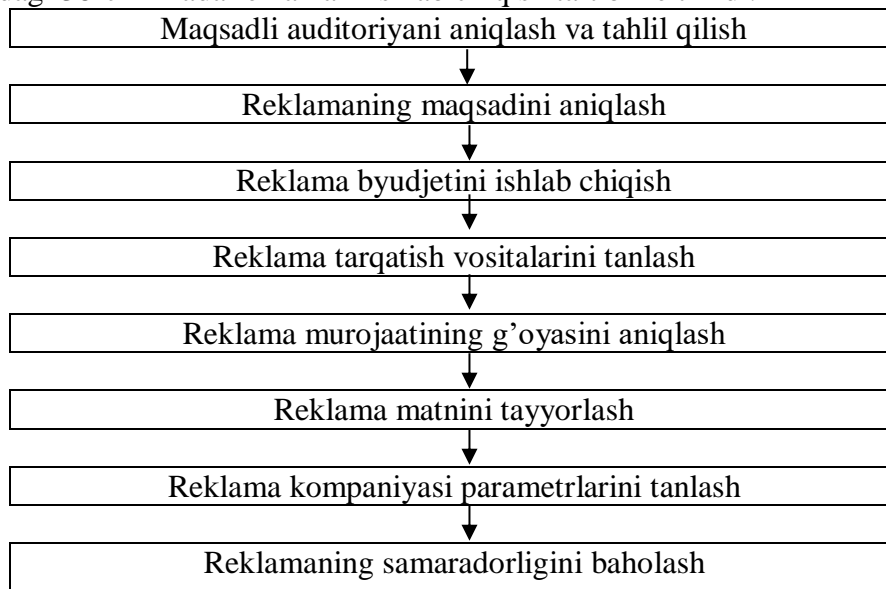 Maqsadli auditoriyani aniqlash va tahlil qilish
Reklamaning maqsadini aniqlash
Reklama byudjetini ishlab chiqish
Reklama tarqatish vositalarini tanlash
Reklama murojaatining g’oyasini aniqlash
Reklama matnini tayyorlash
Reklama kompaniyasi parametrlarini tanlash
Reklamaning samaradorligini baholash